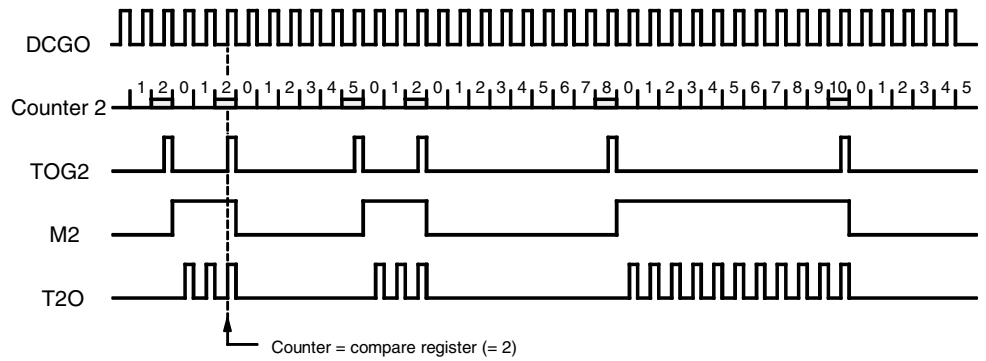 DCGO
Counter 2 1 2 0 1 2 0 1 2 3 4 5 0 1 2 0 1 2 3 4 5 6 7 8 0 1 2 3 4 5 6 7 8 9 10 0 1 2 3 4 5
TOG2
M2
T2O
Counter = compare register (= 2)